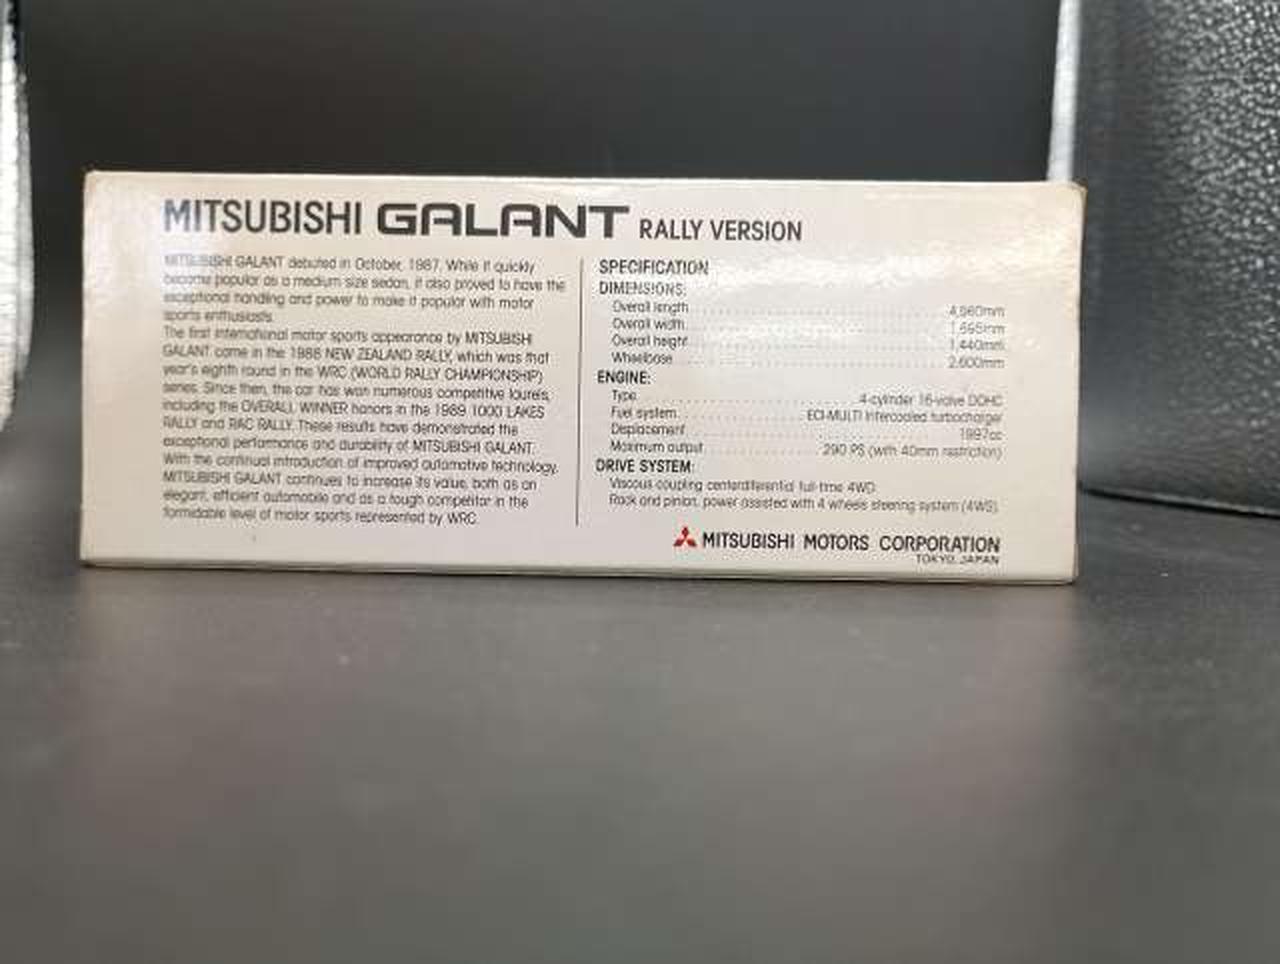 MITSUBISHI GALANT RALLY VERSION
MITSUBISHI GALANT debuted in October, 1987. While it quickly
became popular as a medium size sedan, it also proved to have the
exceptional handling and power to make it popular with motor
sports enthusiasts.
The first international motor sports appearance by MITSUBISHI
GALANT came in the 1988 NEW ZEALAND RALLY, which was that
year's eighth round in the WRC (WORLD RALLY CHAMPIONSHIP)
series. Since then, the car has won numerous competitive laurels,
including the OVERALL WINNER honors in the 1989 1000 LAKES
RALLY and RAC RALLY. These results have demonstrated the
exceptional performance and durability of MITSUBISHI GALANT.
With the continual introduction of improved automotive technology,
MITSUBISHI GALANT continues to increase its value, both as an
elegant, efficient automobile and as a tough competitor in the
formidable level of motor sports represented by WRC.
SPECIFICATION
DIMENSIONS:
Overall length
Overall width 1,695mm
Overall height 1,440mm
Wheelbase 2,600mm
ENGINE:
Type 4-cylinder 16-valve DOHC
Fuel system ECI-MULTI intercooled turbocharger
Displacement 1997cc
Maximum output 290 PS (with 40mm restriction)
DRIVE SYSTEM:
Viscous coupling centerdifferential full-time 4WD
Rack and pinion, power assisted with 4 wheels steering system (4WS)
MITSUBISHI MOTORS CORPORATION
TOKYO, JAPAN